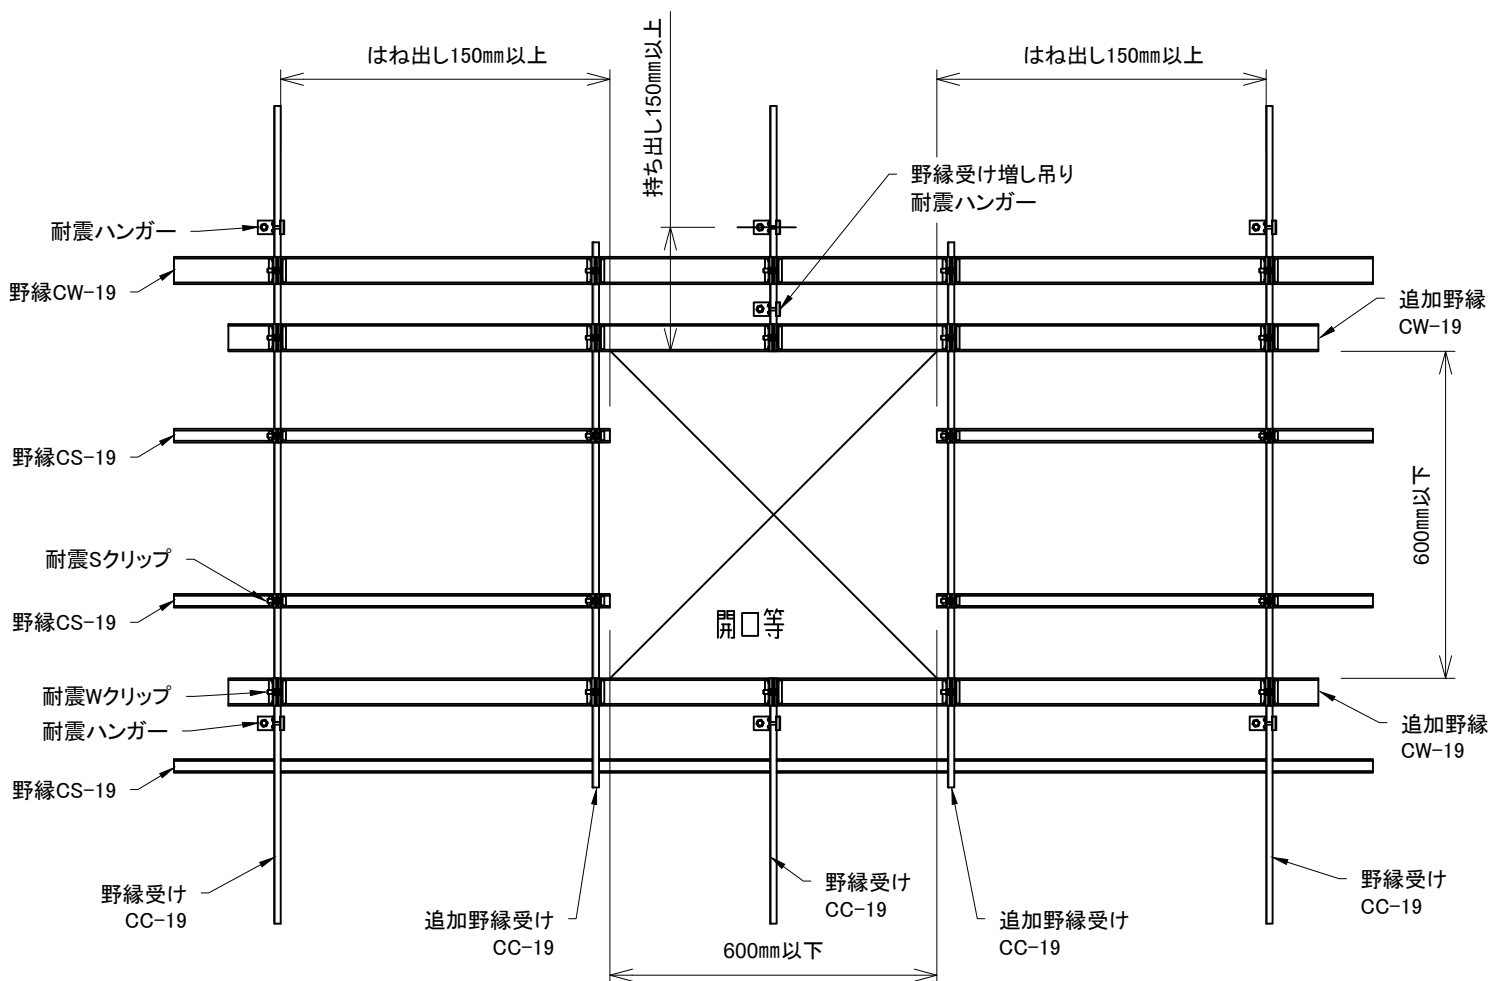 はね出し150㎜以上
持ち出し150㎜以上
はね出し150㎜以上
野縁受け増し吊り
耐震ハンガー
耐震ハンガー
野縁CW-19
追加野縁
CW-19
野縁CS-19
600㎜以下
耐震Sクリップ
野縁CS-19
開口等
耐震Wクリップ
耐震ハンガー
追加野縁
CW-19
野縁CS-19
野縁受け
CC-19
追加野縁受け
CC-19
野縁受け
CC-19
追加野縁受け
CC-19
野縁受け
CC-19
600㎜以下